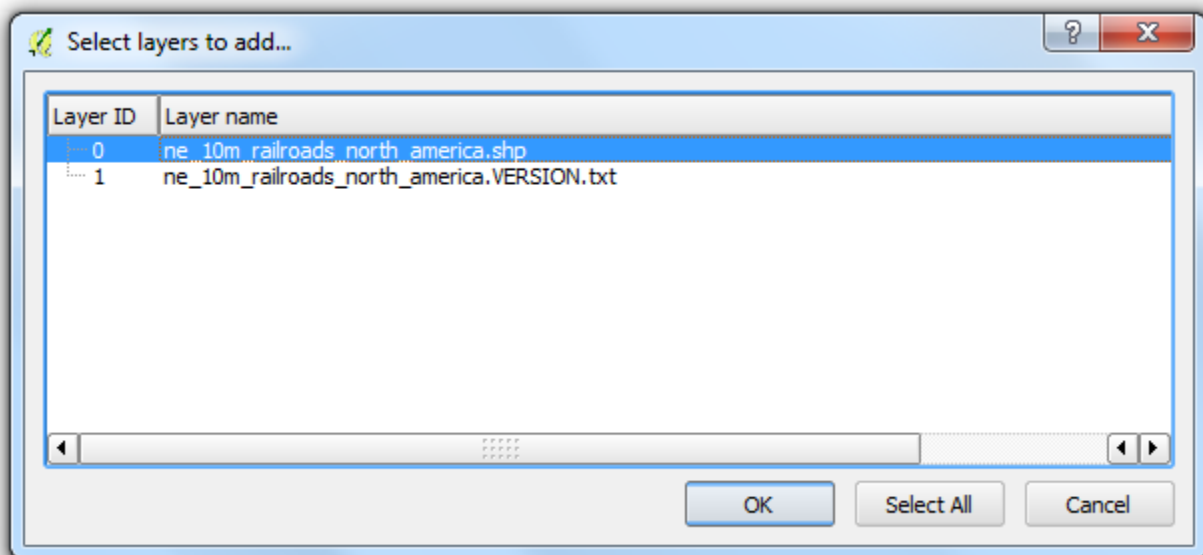 Select layers to add...
Layer ID Layer name
0 ne_10m_railroads_north_america.shp
1 ne_10m_railroads_north_america.VERSION.txt
OK Select All Cancel